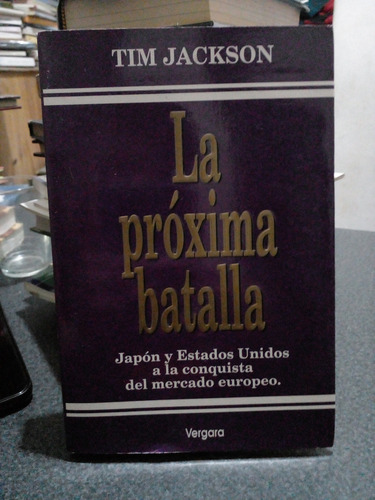 TIM JACKSON
La
próxima
batalla
Japón y Estados Unidos
a la conquista
del mercado europeo.
Vergara